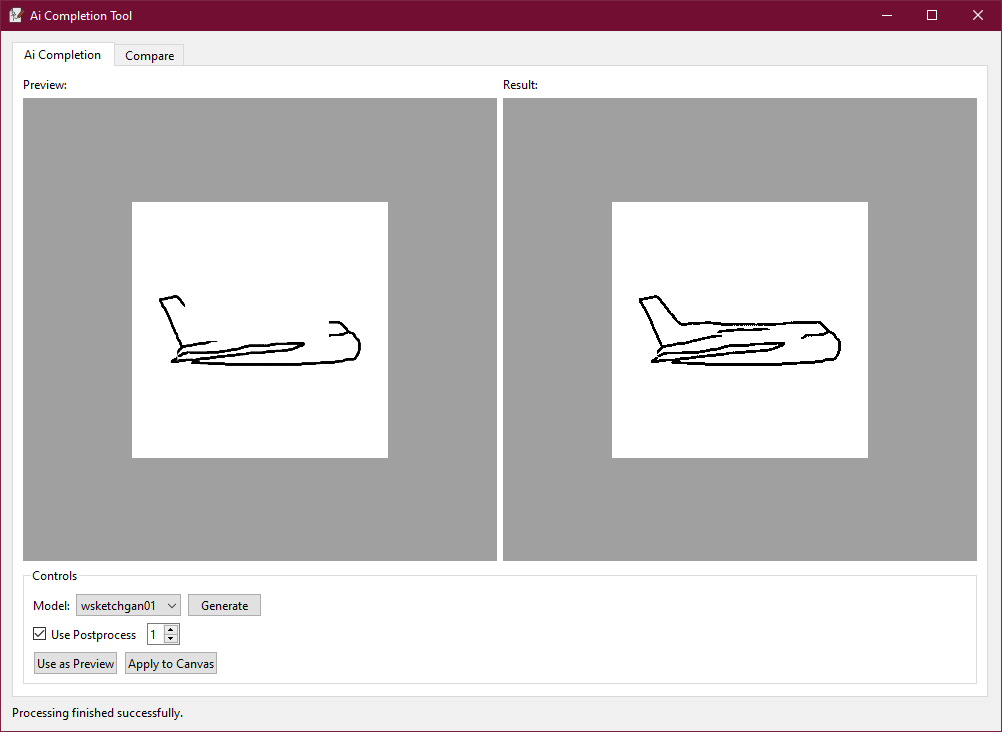 Ai Completion Tool
Ai Completion
Compare
Preview:
Result:
Controls
Model: wsketchgan01 Generate
Use Postprocess 1
Use as Preview Apply to Canvas
Processing finished successfully.